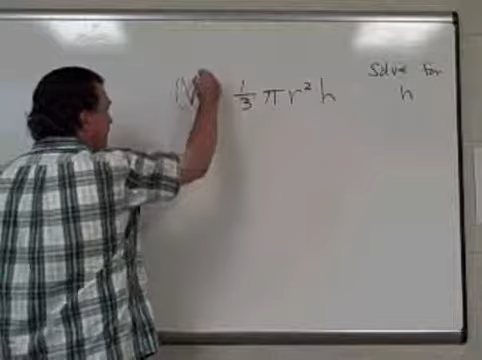 (V 1/3 πr²h
Solve for
h